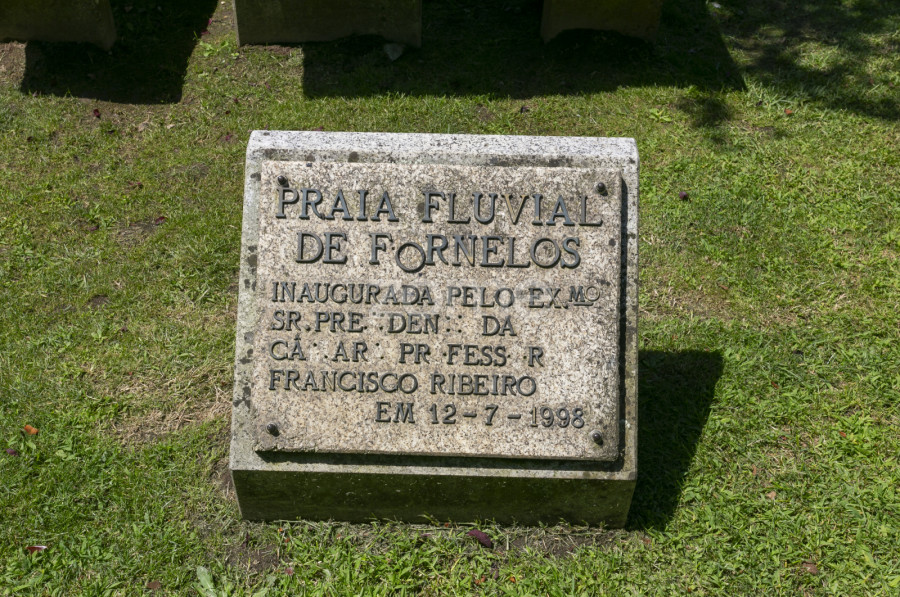 PRAIA FLUVIAL
DE FORNELOS
INAUGURADA PELO EX.MO
SR. PRE DEN DA
CÂ AR PR FESS R
FRANCISCO RIBEIRO
EM 12-7-1998